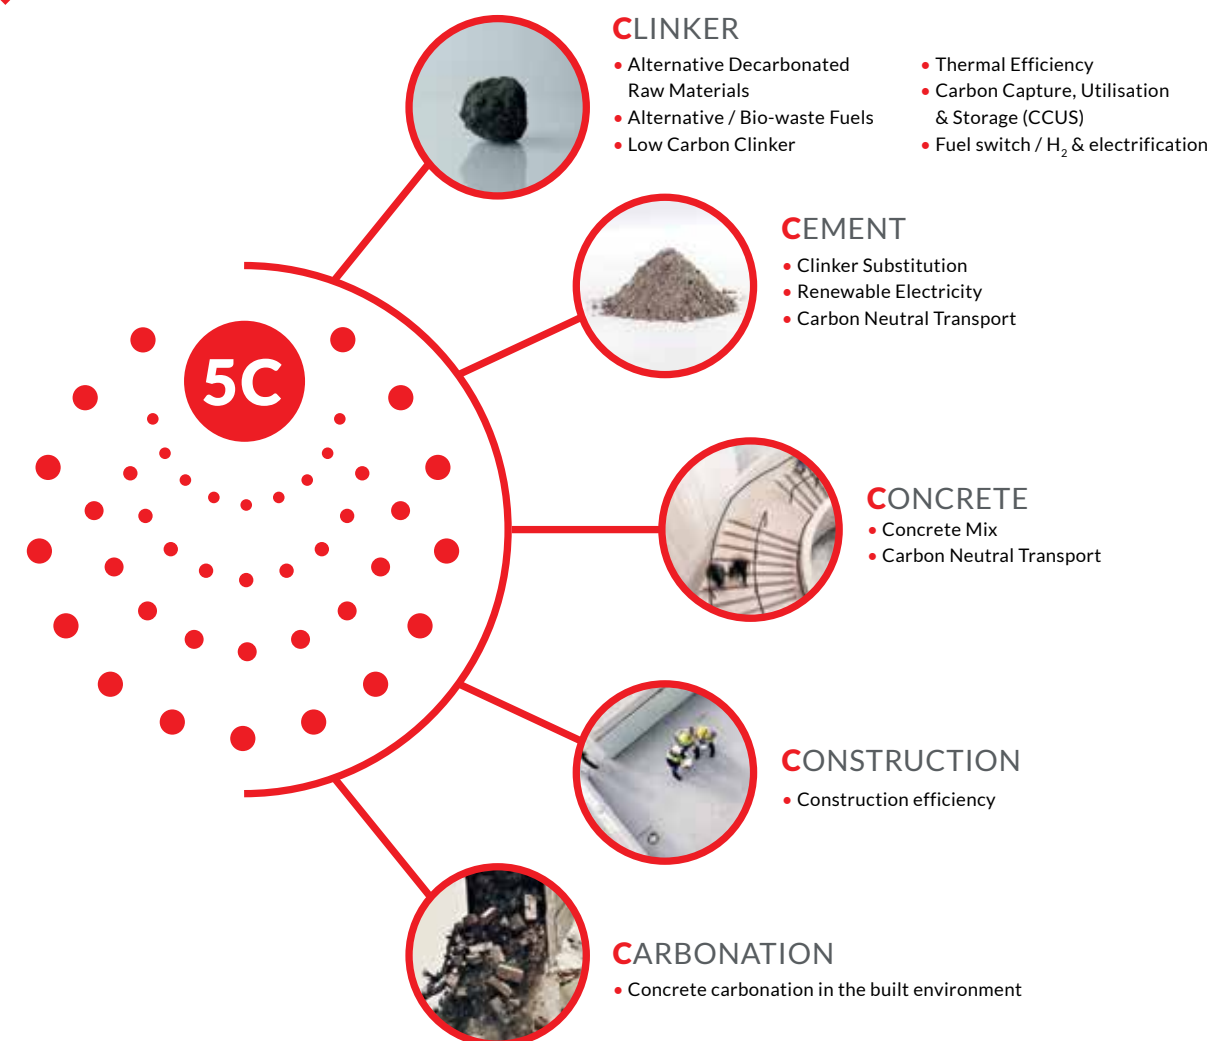 5C
CLINKER
• Alternative Decarbonated
Raw Materials
• Alternative / Bio-waste Fuels
• Low Carbon Clinker
• Thermal Efficiency
• Carbon Capture, Utilisation
& Storage (CCUS)
• Fuel switch / H₂ & electrification
CEMENT
• Clinker Substitution
• Renewable Electricity
• Carbon Neutral Transport
CONCRETE
• Concrete Mix
• Carbon Neutral Transport
CONSTRUCTION
• Construction efficiency
CARBONATION
• Concrete carbonation in the built environment